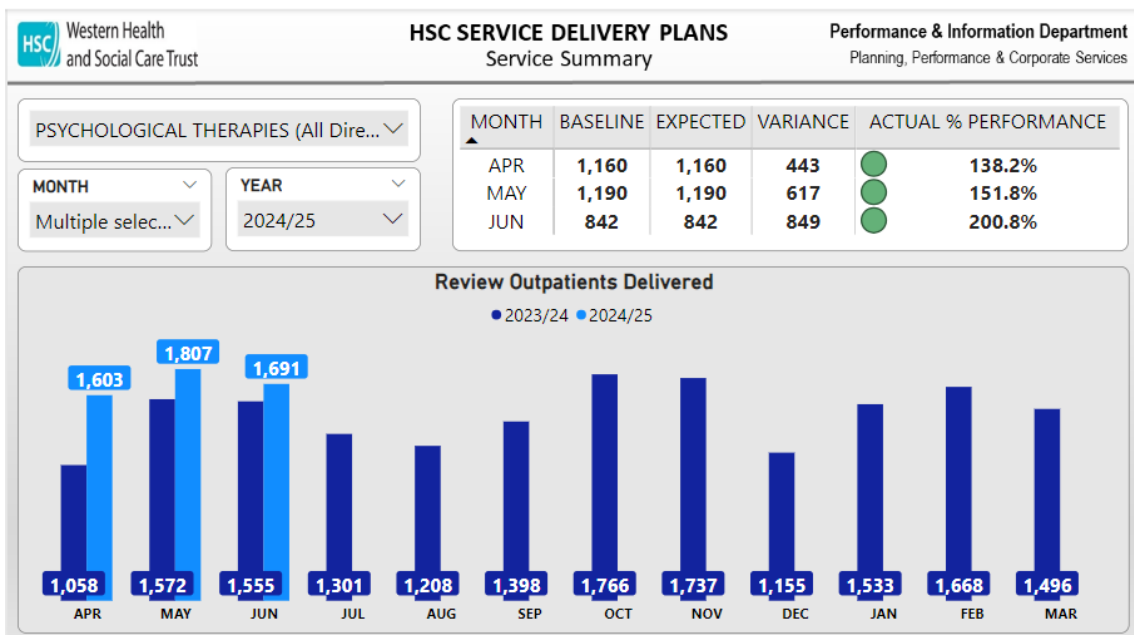 HSC
Western Health
and Social Care Trust
HSC SERVICE DELIVERY PLANS
Service Summary
Performance & Information Department
Planning, Performance & Corporate Services
PSYCHOLOGICAL THERAPIES (All Dire...
MONTH
Multiple selec...
YEAR
2024/25
MONTH BASELINE EXPECTED VARIANCE ACTUAL % PERFORMANCE
APR 1,160 1,160 443 138.2%
MAY 1,190 1,190 617 151.8%
JUN 842 842 849 200.8%
Review Outpatients Delivered
2023/24 2024/25
1,603 1,807 1,691
1,058 1,572 1,555 1,301 1,208 1,398 1,766 1,737 1,155 1,533 1,668 1,496
APR MAY JUN JUL AUG SEP OCT NOV DEC JAN FEB MAR